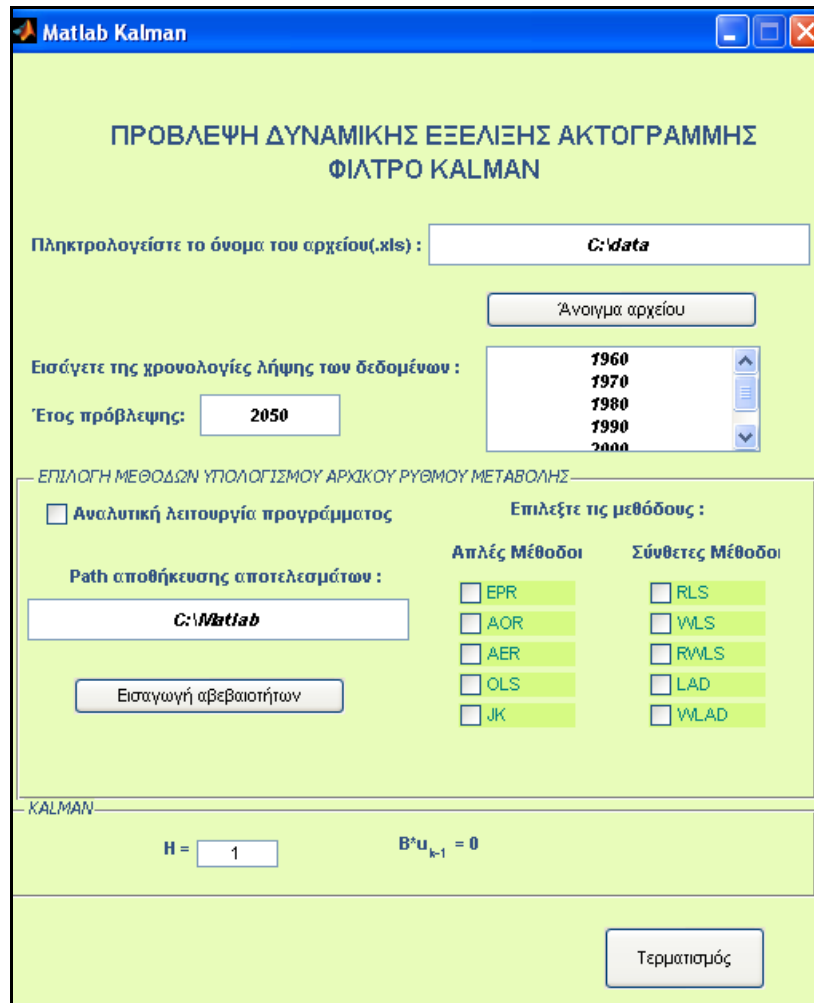 Matlab Kalman
ΠΡΟΒΛΕΨΗ ΔΥΝΑΜΙΚΗΣ ΕΞΕΛΙΞΗΣ ΑΚΤΟΓΡΑΜΜΗΣ
ΦΙΛΤΡΟ KALMAN
Πληκτρολογείστε το όνομα του αρχείου(.xls) : C:\data
Άνοιγμα αρχείου
Εισάγετε της χρονολογίες λήψης των δεδομένων :
1960
1970
1980
1990
2000
Έτος πρόβλεψης: 2050
ΕΠΙΛΟΓΗ ΜΕΘΟΔΩΝ ΥΠΟΛΟΓΙΣΜΟΥ ΑΡΧΙΚΟΥ ΡΥΘΜΟΥ ΜΕΤΑΒΟΛΗΣ
Αναλυτική λειτουργία προγράμματος
Path αποθήκευσης αποτελεσμάτων :
C:\Matlab
Εισαγωγή αβεβαιοτήτων
Επιλεξτε τις μεθόδους :
Απλές Μέθοδοι Σύνθετες Μέθοδοι
EPR RLS
AOR WLS
AER RWLS
OLS LAD
JK WLAD
KALMAN
H = 1 B*u k-1 = 0
Τερματισμός